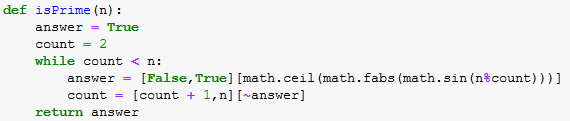 def isPrime(n):
    answer = True
    count = 2
    while count < n:
        answer = [False,True][math.ceil(math.fabs(math.sin(n%count)))]
        count = [count + 1,n][~answer]
    return answer